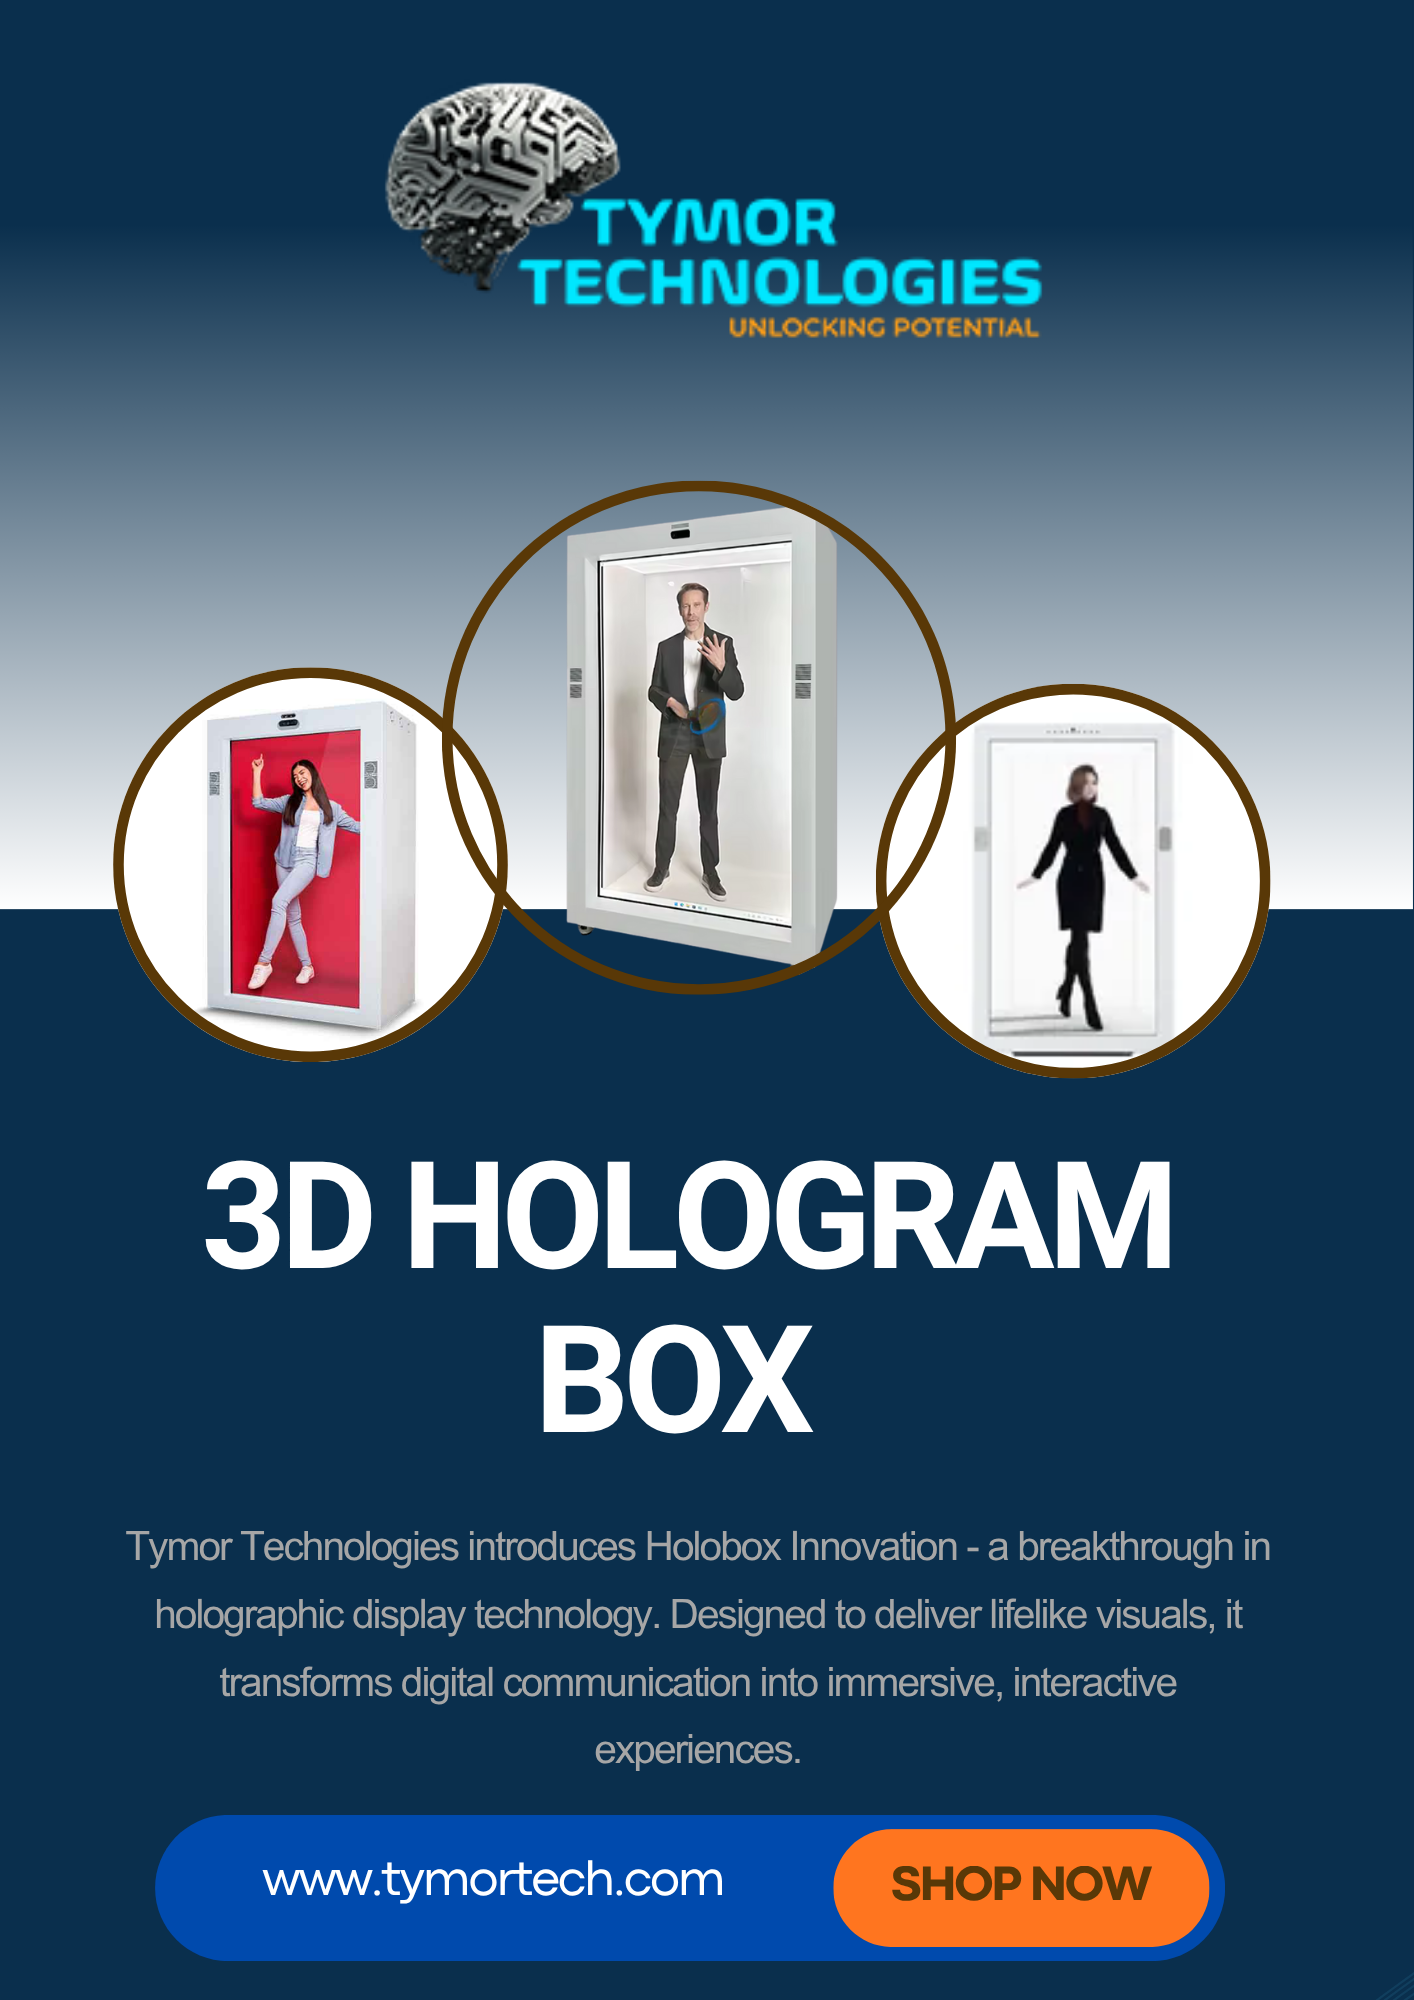 TYMOR
TECHNOLOGIES
UNLOCKING POTENTIAL
3D HOLOGRAM
BOX
Tymor Technologies introduces Holobox Innovation - a breakthrough in
holographic display technology. Designed to deliver lifelike visuals, it
transforms digital communication into immersive, interactive
experiences.
www.tymortech.com
SHOP NOW